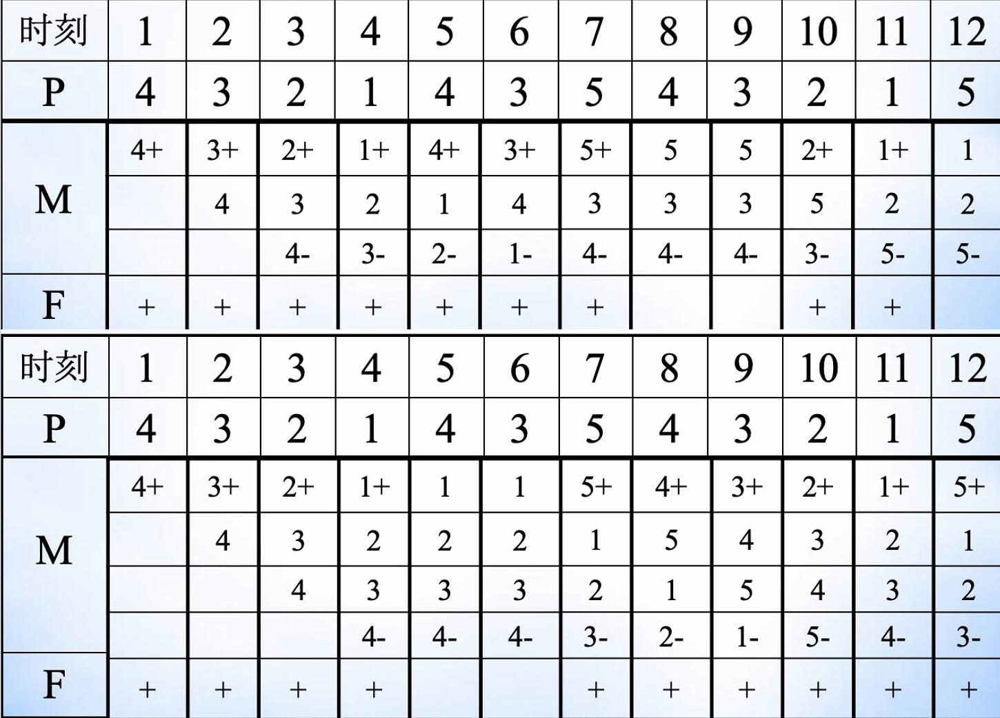 时刻 1 2 3 4 5 6 7 8 9 10 11 12
P 4 3 2 1 4 3 5 4 3 2 1 5
4+ 3+ 2+ 1+ 4+ 3+ 5+ 5 5 2+ 1+ 1
M 4 3 2 1 4 3 3 3 5 2 2
4- 3- 2- 1- 4- 4- 4- 3- 5- 5-
F + + + + + + + + +
时刻 1 2 3 4 5 6 7 8 9 10 11 12
P 4 3 2 1 4 3 5 4 3 2 1 5
4+ 3+ 2+ 1+ 1 1 5+ 4+ 3+ 2+ 1+ 5+
M 4 3 2 2 2 1 5 4 3 2 1
4 3 3 3 2 1 5 4 3 2
4- 4- 4- 3- 2- 1- 5- 4- 3-
F + + + + + + + + + +